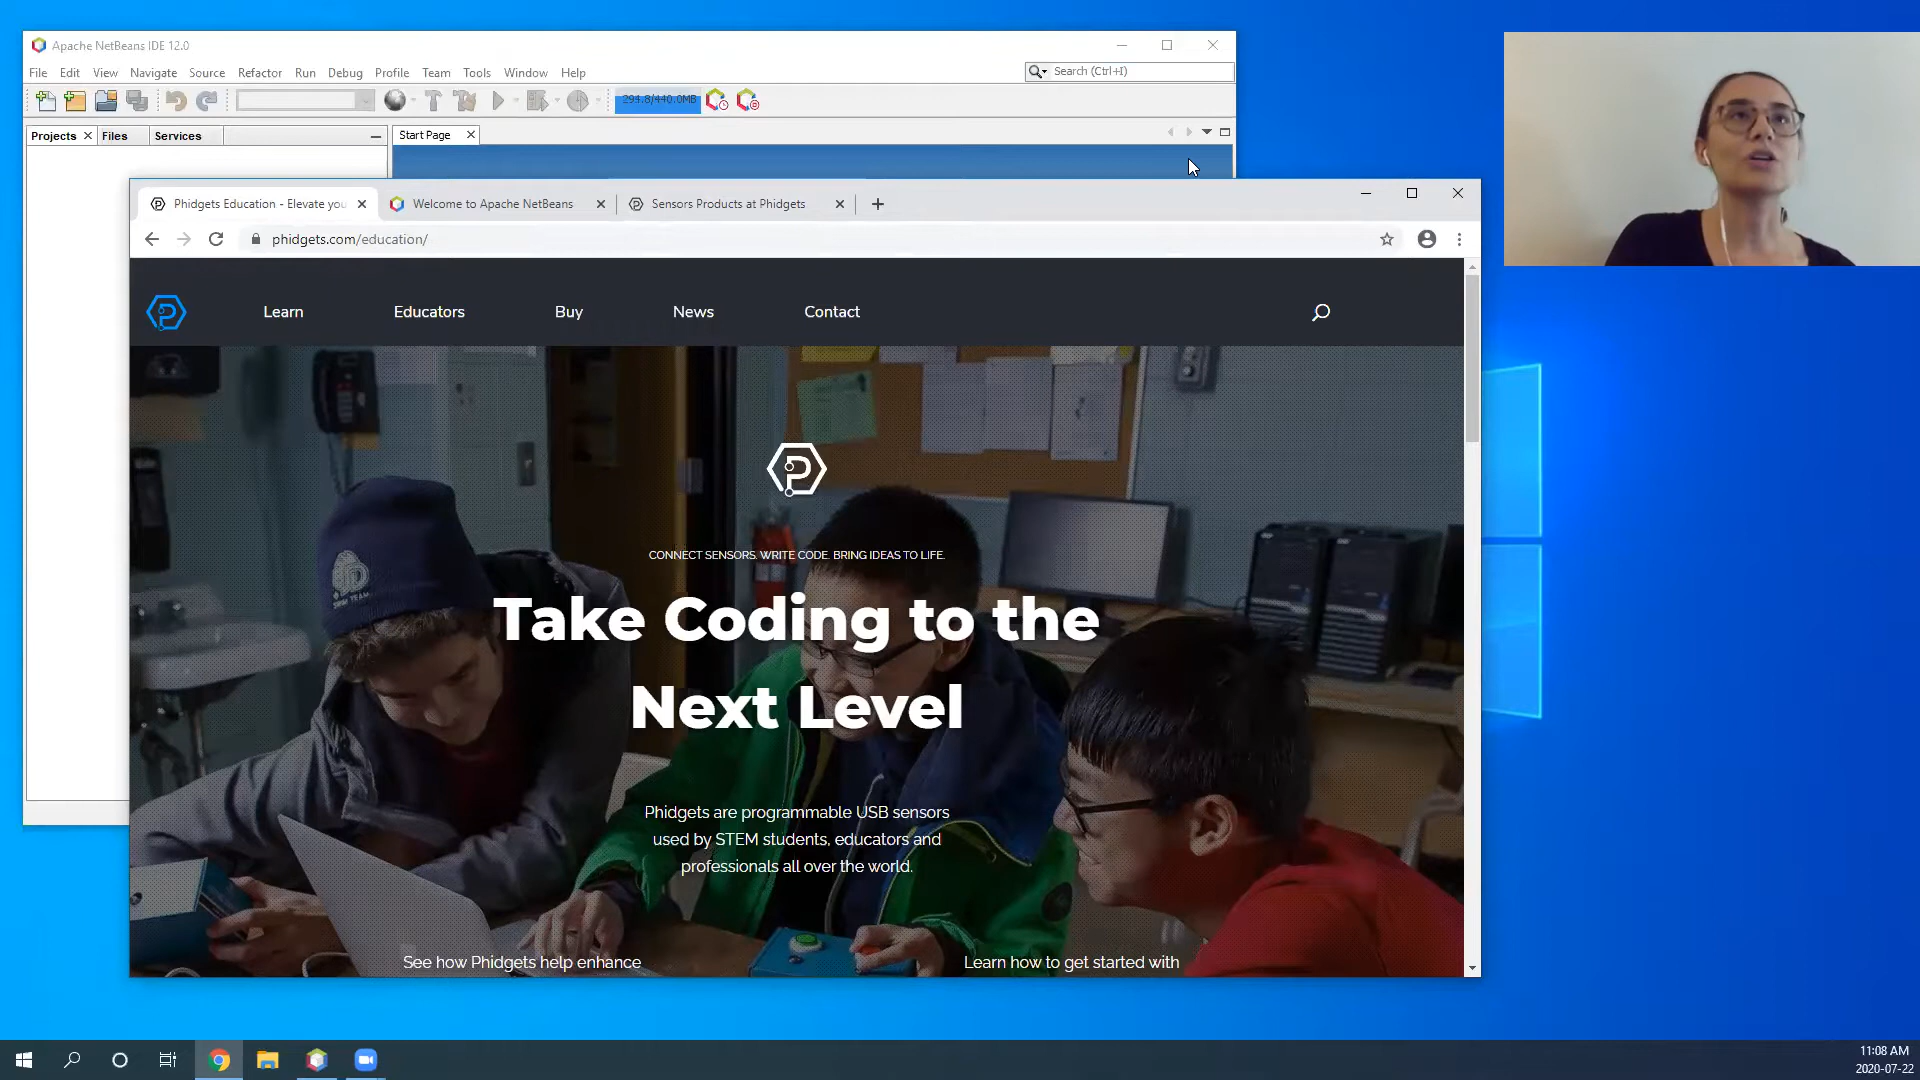 Apache NetBeans IDE 12.0
File Edit View Navigate Source Refactor Run Debug Profile Team Tools Window Help
Search (Ctrl+I)
294.8/440.0MB
Projects Files Services
Start Page
Phidgets Education - Elevate you
Welcome to Apache NetBeans
Sensors Products at Phidgets
phidgets.com/education/
Learn Educators Buy News Contact
CONNECT SENSORS. WRITE CODE. BRING IDEAS TO LIFE.
Take Coding to the
Next Level
Phidgets are programmable USB sensors
used by STEM students, educators and
professionals all over the world.
See how Phidgets help enhance
Learn how to get started with
11:08 AM
2020-07-22